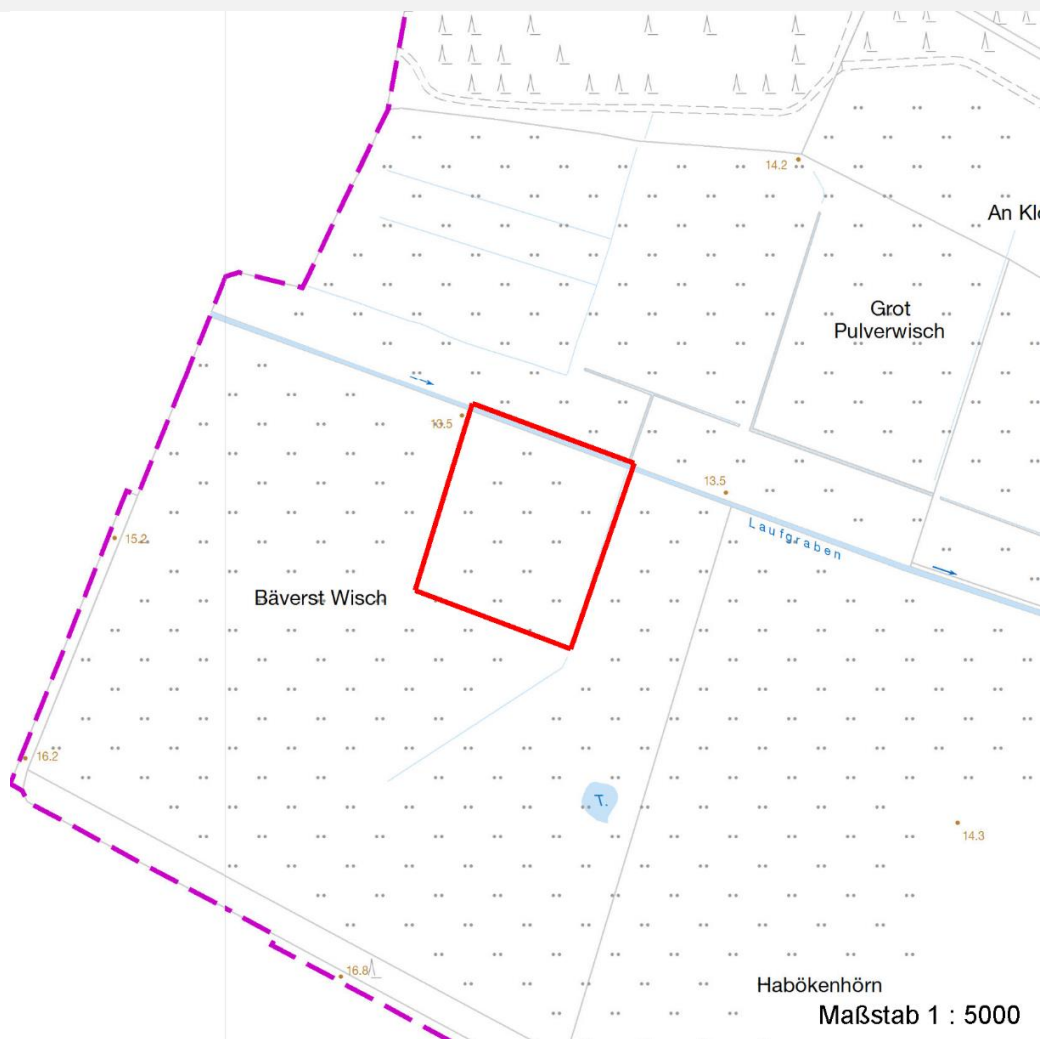 14.2
An Klo
Grot
Pulverwisch
13.5
13.5
Laufgraben
15.2
Bäverst Wisch
16.2
T.
14.3
16.8
Habökenhörn
Maßstab 1 : 5000